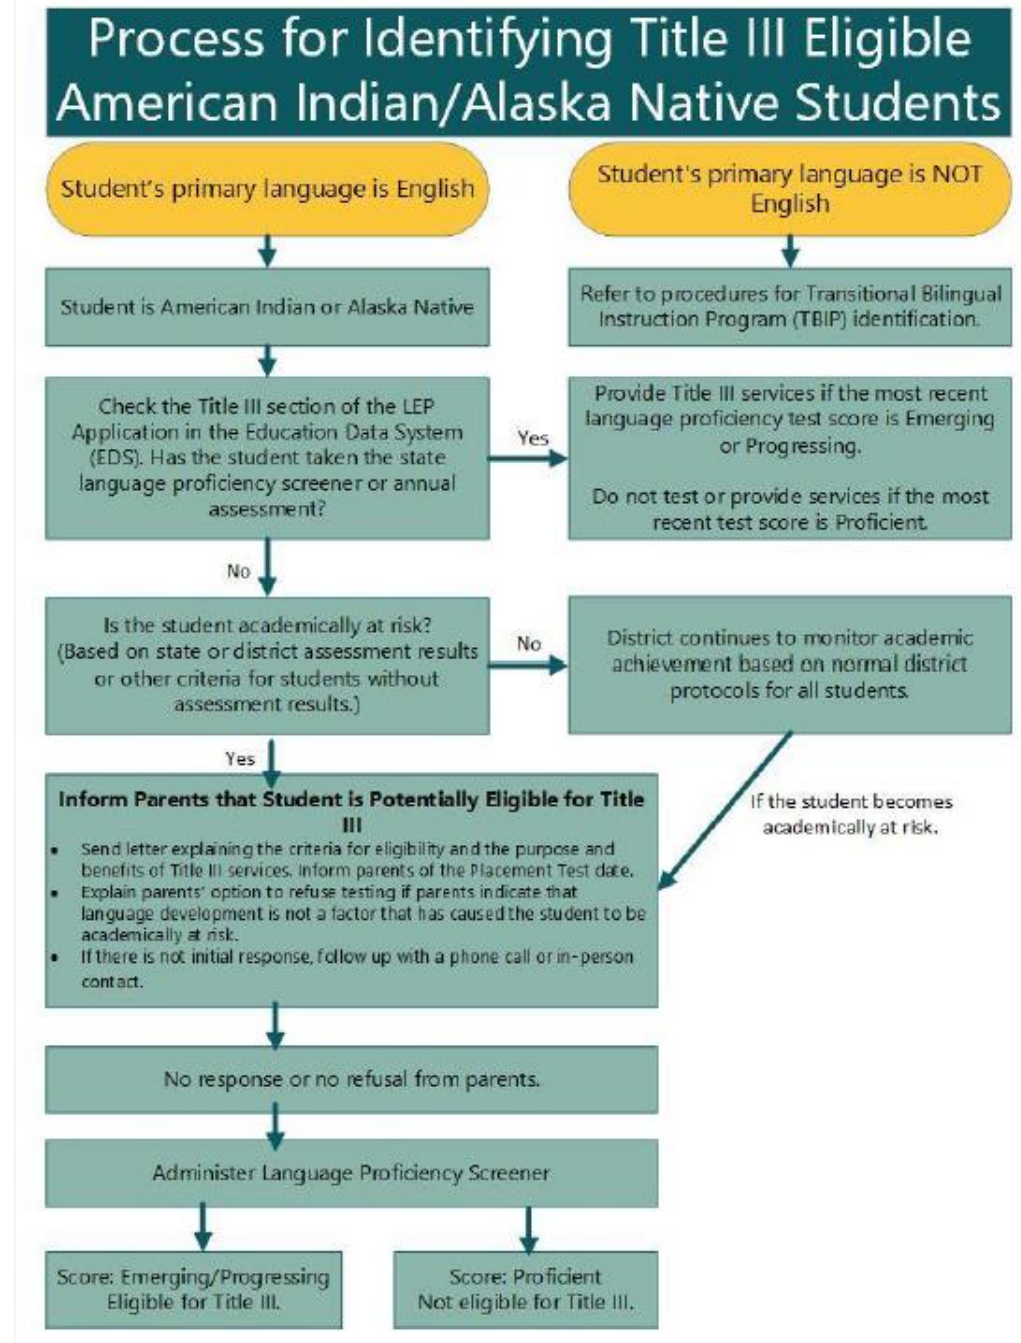 Process for Identifying Title III Eligible
American Indian/Alaska Native Students
Student's primary language is English
Student's primary language is NOT
English
Student is American Indian or Alaska Native
Refer to procedures for Transitional Bilingual
Instruction Program (TBIP) identification.
Check the Title III section of the LEP
Application in the Education Data System
(EDS). Has the student taken the state
language proficiency screener or annual
assessment?
Yes
Provide Title III services if the most recent
language proficiency test score is Emerging
or Progressing.
Do not test or provide services if the most
recent test score is Proficient.
No
Is the student academically at risk?
(Based on state or district assessment results
or other criteria for students without
assessment results.)
No
District continues to monitor academic
achievement based on normal district
protocols for all students.
Yes
If the student becomes
academically at risk.
Inform Parents that Student is Potentially Eligible for Title
III
• Send letter explaining the criteria for eligibility and the purpose and
benefits of Title III services. Inform parents of the Placement Test date.
• Explain parents' option to refuse testing if parents indicate that
language development is not a factor that has caused the student to be
academically at risk.
• If there is not initial response, follow up with a phone call or in-person
contact.
No response or no refusal from parents.
Administer Language Proficiency Screener
Score: Emerging/Progressing
Eligible for Title III.
Score: Proficient
Not eligible for Title III.